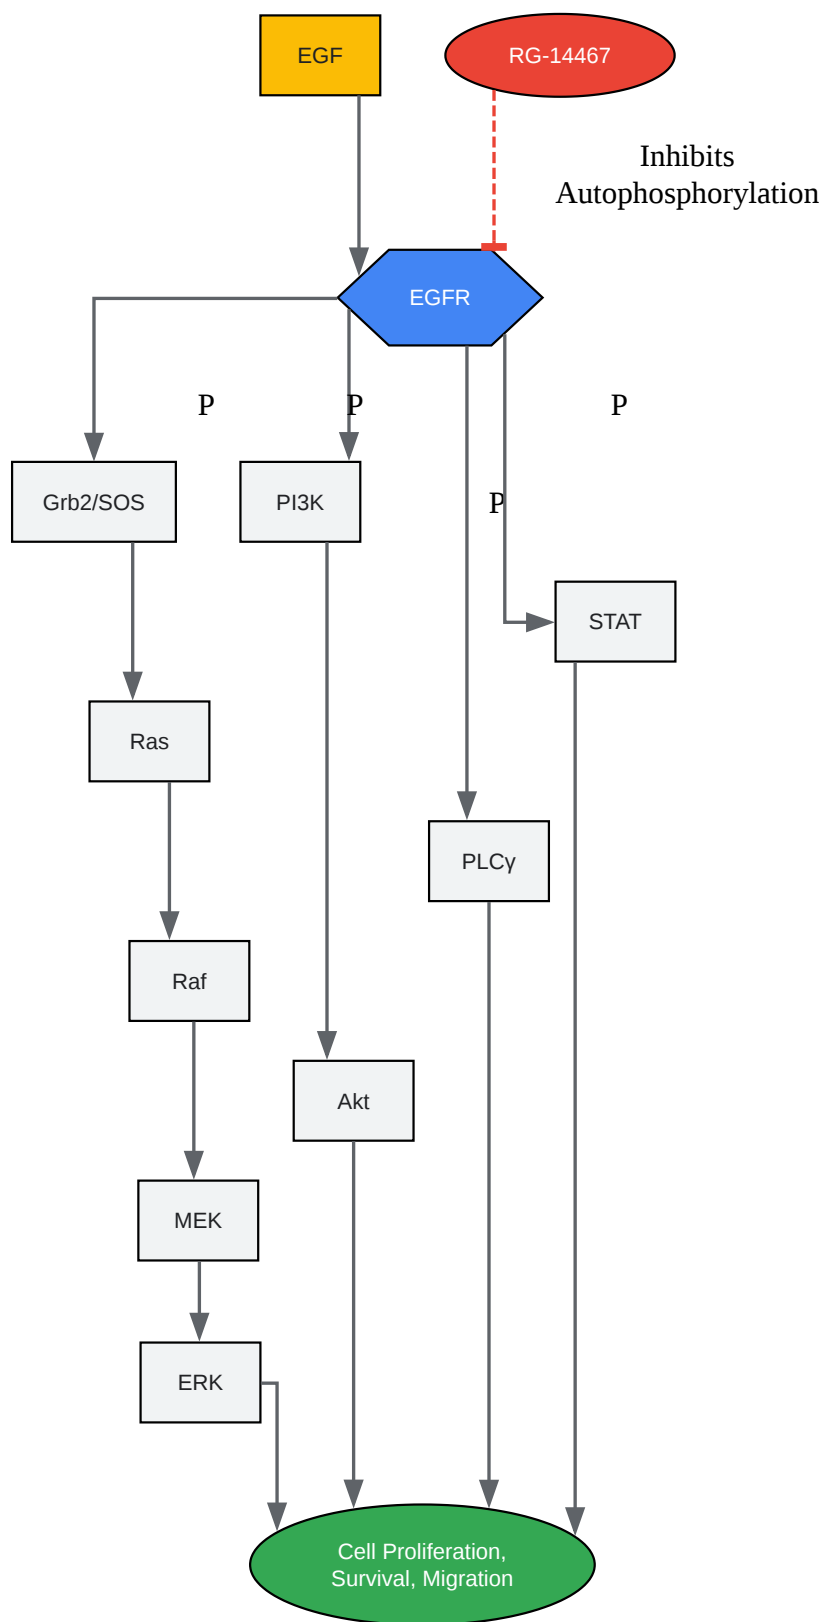 EGF
RG-14467
Inhibits
Autophosphorylation
EGFR
P
P
P
Grb2/SOS
PI3K
P
STAT
Ras
PLCγ
Raf
Akt
MEK
ERK
Cell Proliferation,
Survival, Migration